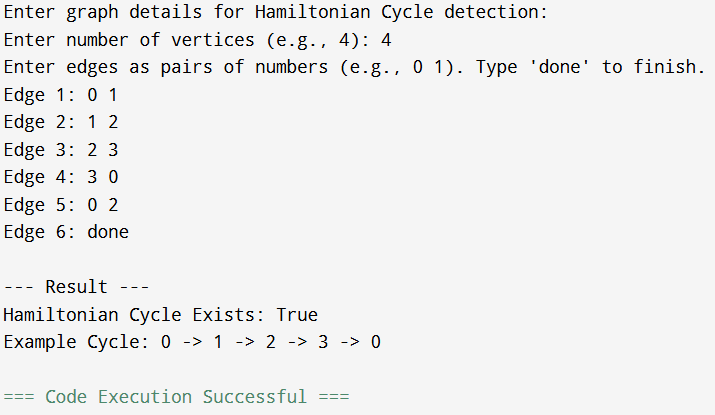 Enter graph details for Hamiltonian Cycle detection:
Enter number of vertices (e.g., 4): 4
Enter edges as pairs of numbers (e.g., 0 1). Type 'done' to finish.
Edge 1: 0 1
Edge 2: 1 2
Edge 3: 2 3
Edge 4: 3 0
Edge 5: 0 2
Edge 6: done
--- Result ---
Hamiltonian Cycle Exists: True
Example Cycle: 0 -> 1 -> 2 -> 3 -> 0
=== Code Execution Successful ===